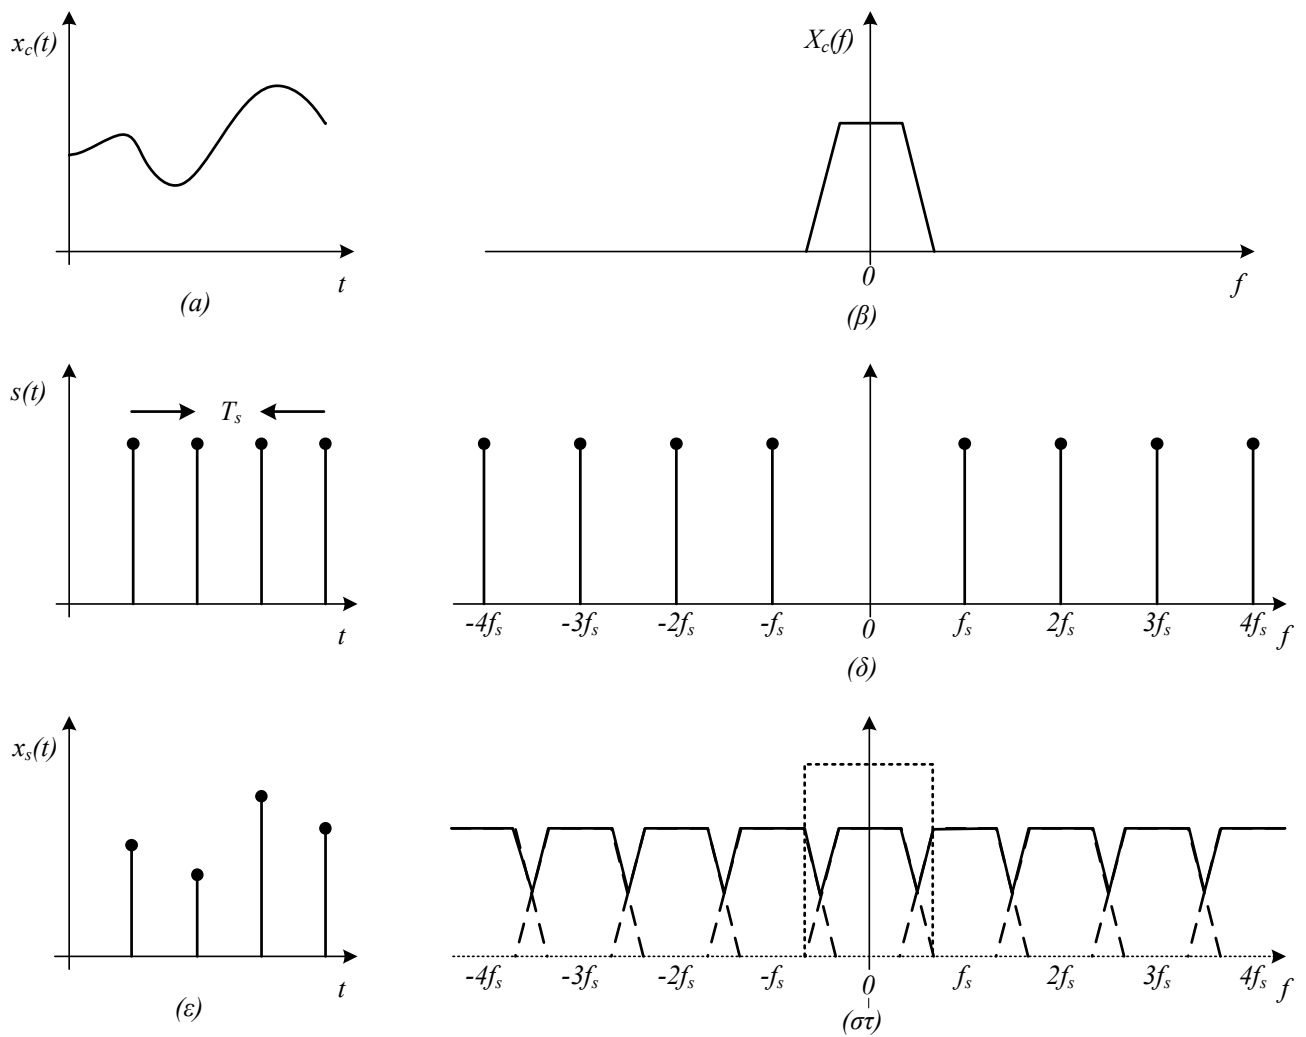 x_c(t)
X_c(f)
t
0
f
(α)
(β)
s(t)
T_s
t
-4f_s -3f_s -2f_s -f_s 0 f_s 2f_s 3f_s 4f_s f
(δ)
x_s(t)
t
-4f_s -3f_s -2f_s -f_s 0 f_s 2f_s 3f_s 4f_s f
(ε)
(στ)